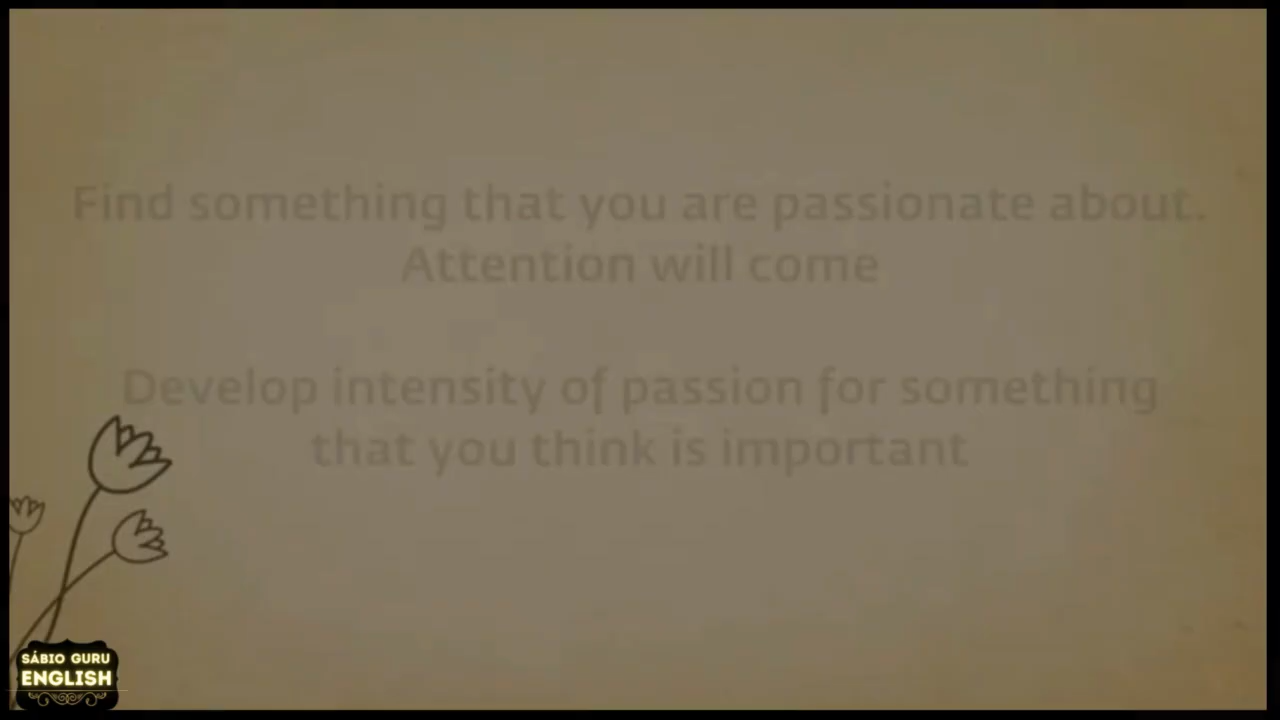 Find something that you are passionate about.
Attention will come
Develop intensity of passion for something
that you think is important
SÁBIO GURU
ENGLISH